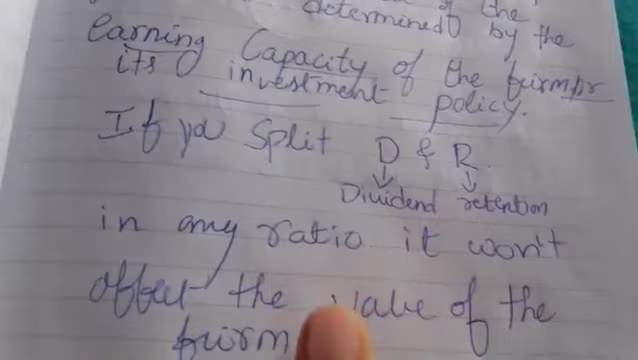 the
determined by the
earning Capacity of the firm or
its investment policy.
If you Split D & R
Dividend retention
in any ratio it won't
affect the value of the
firm